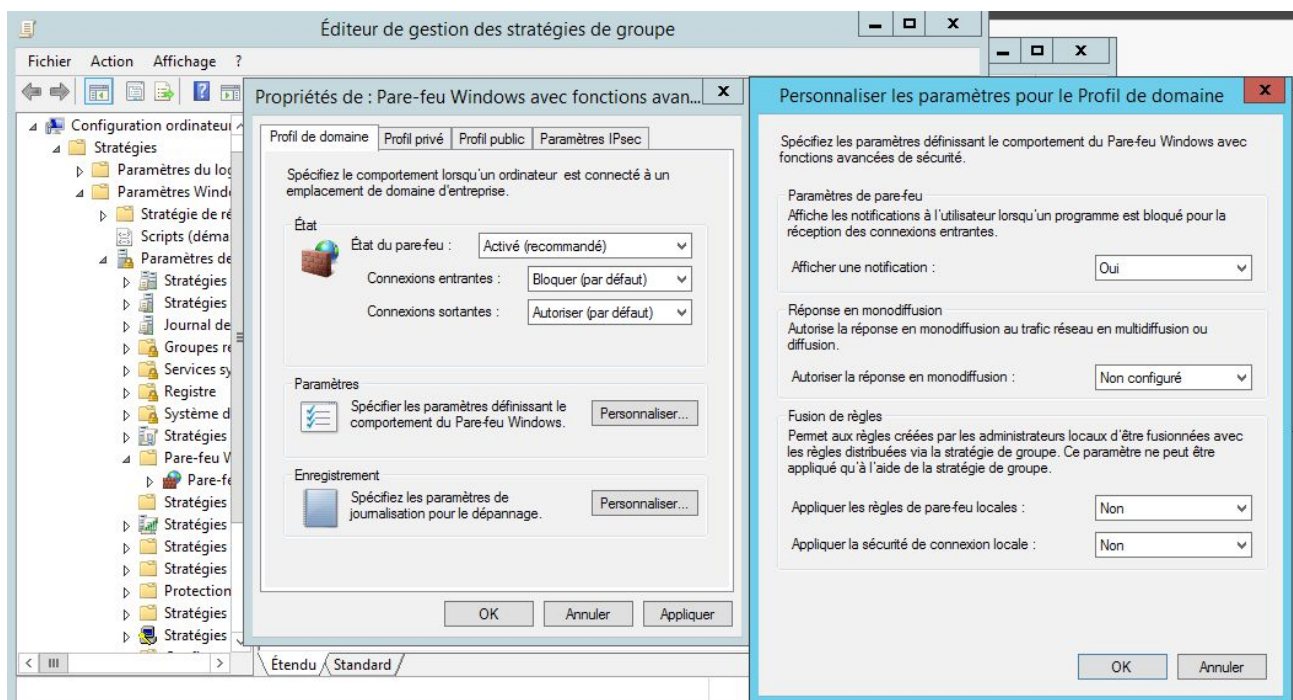 Éditeur de gestion des stratégies de groupe
Fichier Action Affichage ?
Configuration ordinateur
Stratégies
Paramètres du log
Paramètres Wind
Stratégie de ré
Scripts (déma
Paramètres de
Stratégies
Stratégies
Journal de
Groupes re
Services sy
Registre
Système d
Stratégies
Pare-feu W
Pare-fe
Stratégies
Stratégies
Stratégies
Stratégies
Protection
Stratégies
Stratégies
Étendu Standard
Propriétés de : Pare-feu Windows avec fonctions avan...
Profil de domaine Profil privé Profil public Paramètres IPsec
Spécifiez le comportement lorsqu'un ordinateur est connecté à un
emplacement de domaine d'entreprise.
État
État du pare-feu : Activé (recommandé)
Connexions entrantes : Bloquer (par défaut)
Connexions sortantes : Autoriser (par défaut)
Paramètres
Spécifier les paramètres définissant le
comportement du Pare-feu Windows.
Personnaliser...
Enregistrement
Spécifiez les paramètres de
journalisation pour le dépannage.
Personnaliser...
OK Annuler Appliquer
Personnaliser les paramètres pour le Profil de domaine
Spécifiez les paramètres définissant le comportement du Pare-feu Windows avec
fonctions avancées de sécurité.
Paramètres de pare-feu
Affiche les notifications à l'utilisateur lorsqu'un programme est bloqué pour la
réception des connexions entrantes.
Afficher une notification : Oui
Réponse en monodiffusion
Autorise la réponse en monodiffusion au trafic réseau en multidiffusion ou
diffusion.
Autoriser la réponse en monodiffusion : Non configuré
Fusion de règles
Permet aux règles créées par les administrateurs locaux d'être fusionnées avec
les règles distribuées via la stratégie de groupe. Ce paramètre ne peut être
appliqué qu'à l'aide de la stratégie de groupe.
Appliquer les règles de pare-feu locales : Non
Appliquer la sécurité de connexion locale : Non
OK Annuler